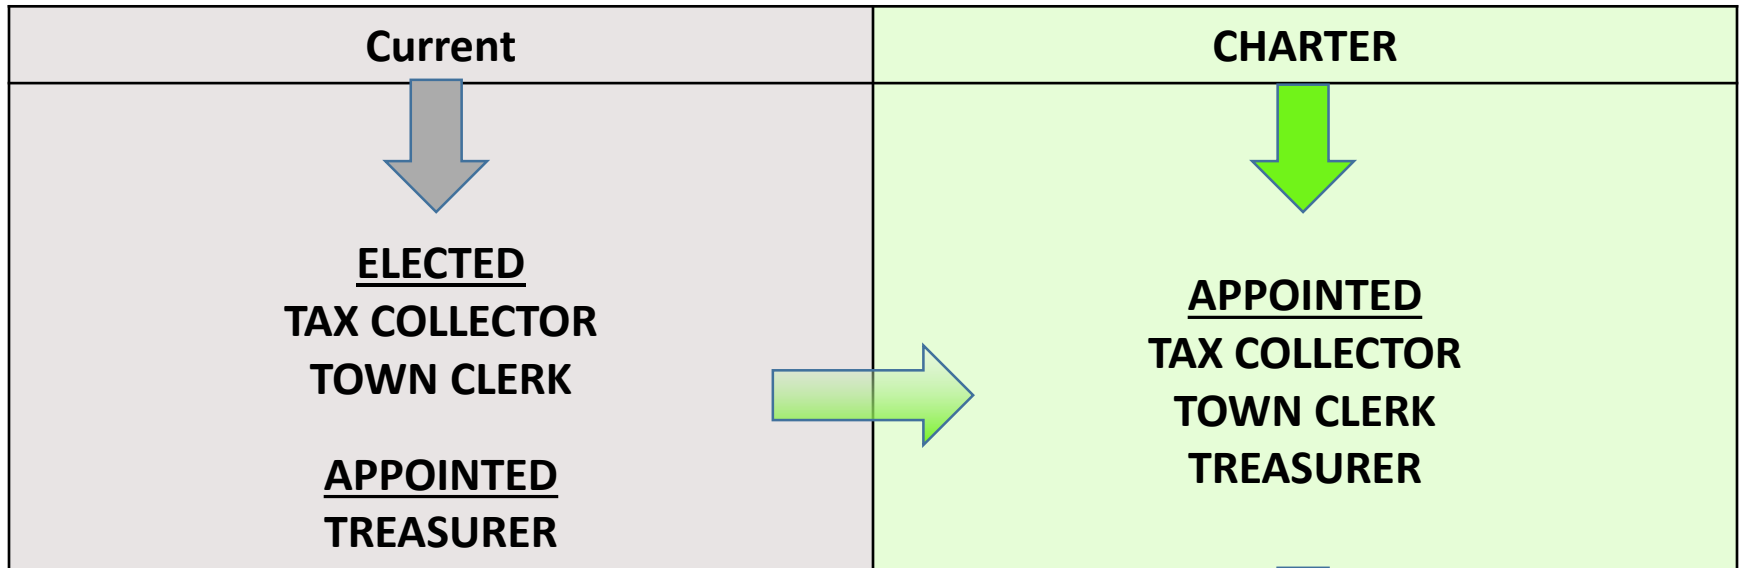 Current
CHARTER
ELECTED
TAX COLLECTOR
TOWN CLERK
APPOINTED
TREASURER
APPOINTED
TAX COLLECTOR
TOWN CLERK
TREASURER